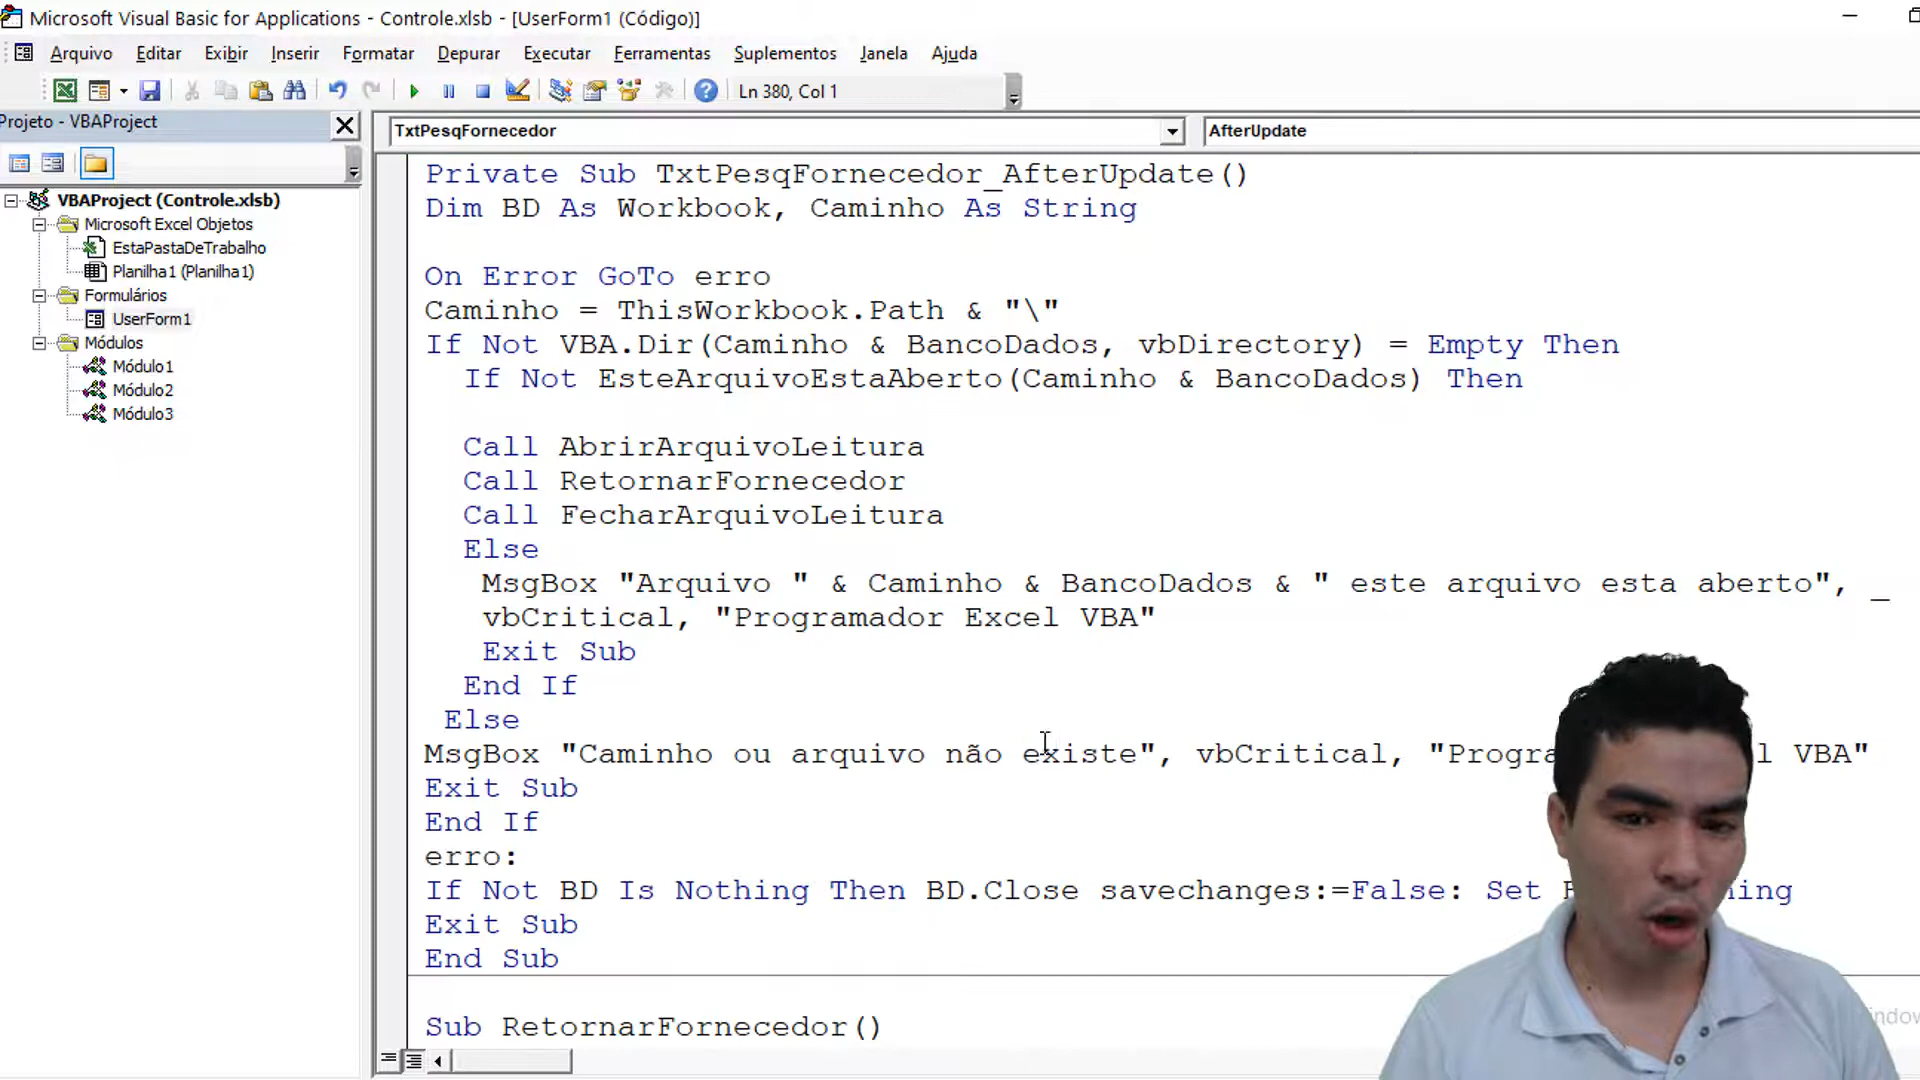 Microsoft Visual Basic for Applications - Controle.xlsb - [UserForm1 (Código)]
Arquivo Editar Exibir Inserir Formatar Depurar Executar Ferramentas Suplementos Janela Ajuda
Ln 380, Col 1
Projeto - VBAProject
VBAProject (Controle.xlsb)
Microsoft Excel Objetos
EstaPastaDeTrabalho
Planilha1 (Planilha1)
Formulários
UserForm1
Módulos
Módulo1
Módulo2
Módulo3
TxtPesqFornecedor
AfterUpdate
Private Sub TxtPesqFornecedor_AfterUpdate()
Dim BD As Workbook, Caminho As String
On Error GoTo erro
Caminho = ThisWorkbook.Path & "\"
If Not VBA.Dir(Caminho & BancoDados, vbDirectory) = Empty Then
If Not EsteArquivoEstaAberto(Caminho & BancoDados) Then
Call AbrirArquivoLeitura
Call RetornarFornecedor
Call FecharArquivoLeitura
Else
MsgBox "Arquivo " & Caminho & BancoDados & " este arquivo esta aberto", _
vbCritical, "Programador Excel VBA"
Exit Sub
End If
Else
MsgBox "Caminho ou arquivo não existe", vbCritical, VBA"
Exit Sub
End If
erro:
If Not BD Is Nothing Then BD.Close savechanges:=False: Set
Exit Sub
End Sub
Sub RetornarFornecedor()